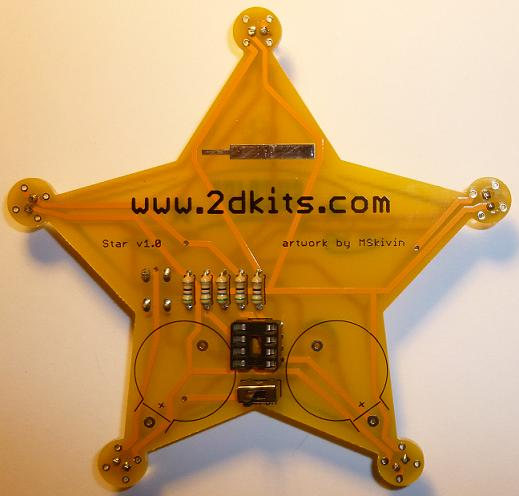 www.2dkits.com
Star v1.0
artwork by MSkivin
+
+